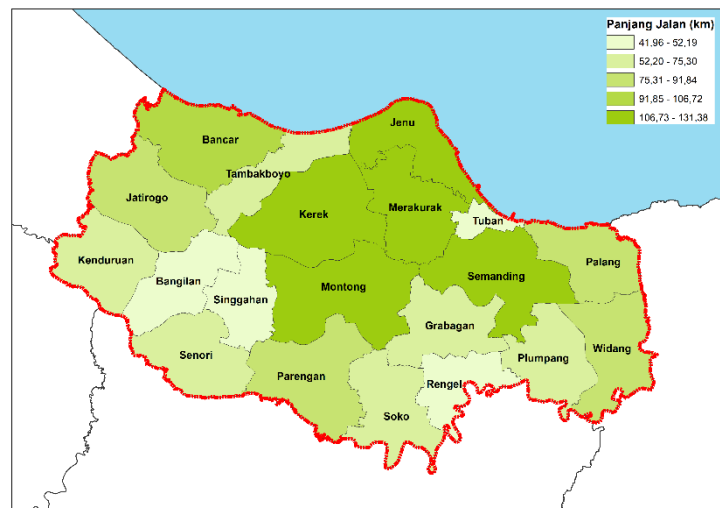 Panjang Jalan (km)
41,96 - 52,19
52,20 - 75,30
75,31 - 91,84
91,85 - 106,72
106,73 - 131,38
Jenu
Bancar
Tambakboyo
Jatirogo
Kerek
Merakurak
Tuban
Kenduruan
Palang
Bangilan
Semanding
Singgahan
Montong
Grabagan
Senori
Plumpang
Widang
Parengan
Rengel
Soko